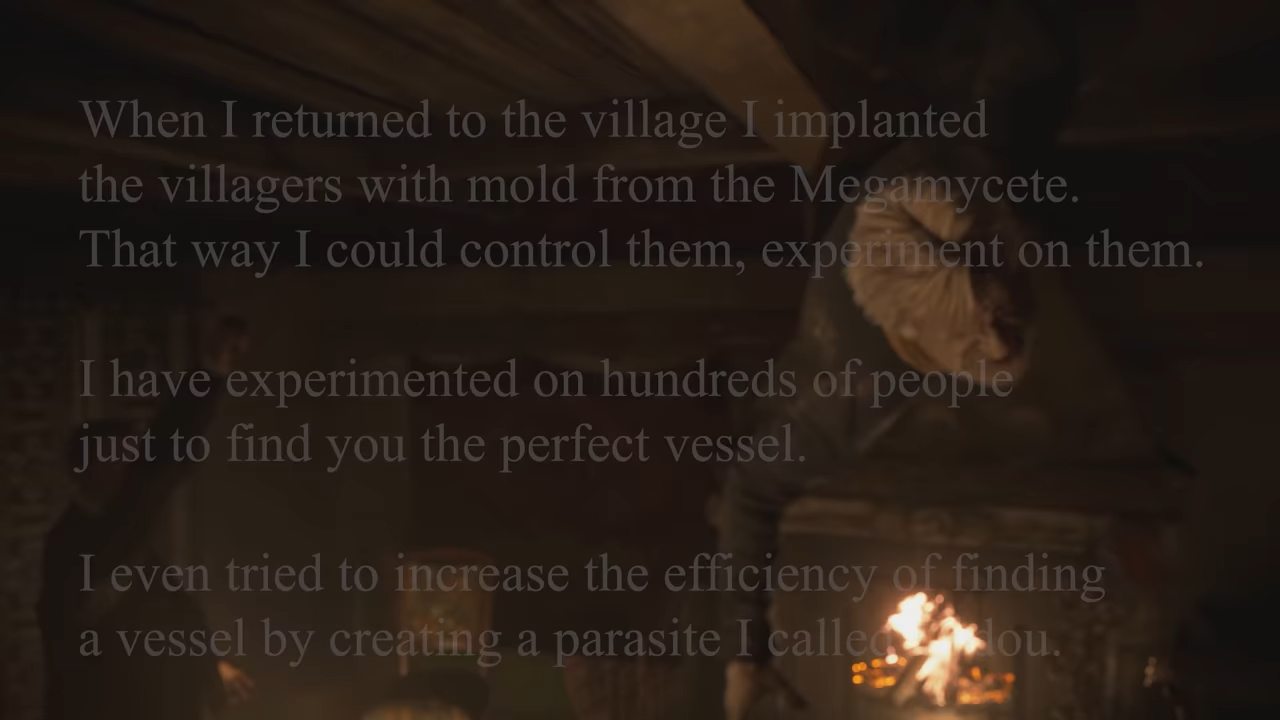 When I returned to the village I implanted
the villagers with mold from the Megamycete.
That way I could control them, experiment on them.
I have experimented on hundreds of people
just to find you the perfect vessel.
I even tried to increase the efficiency of finding
a vessel by creating a parasite I called